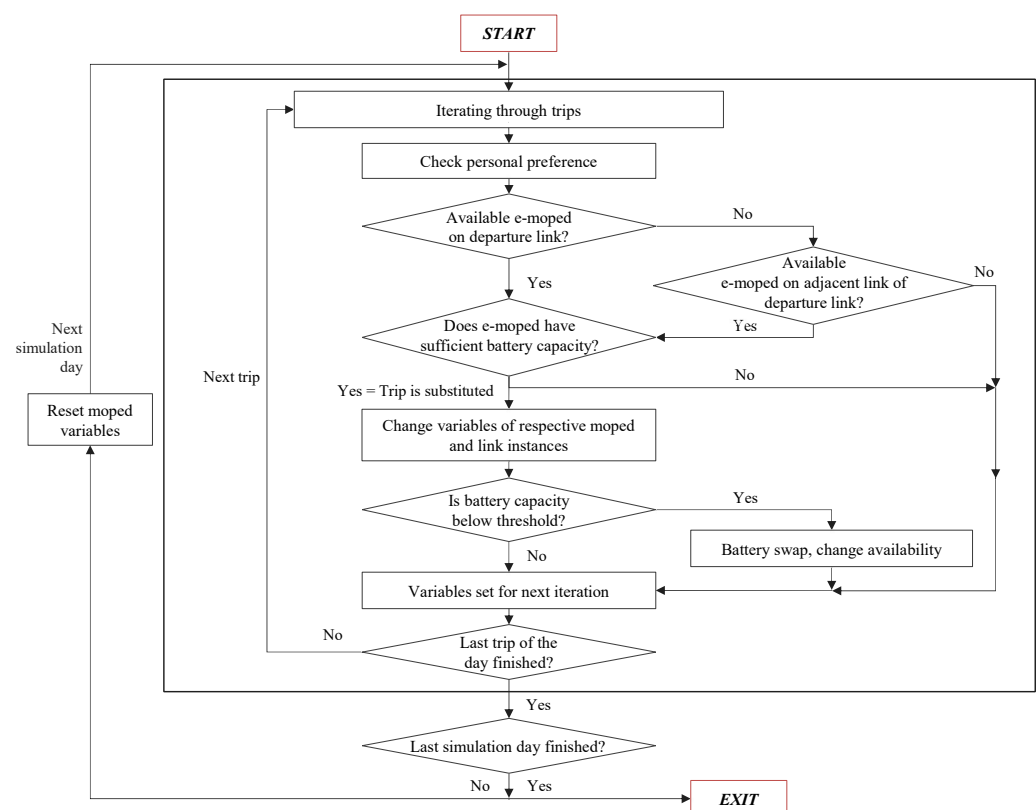 START
Iterating through trips
Check personal preference
Available e-moped
on departure link?
No
Available
e-moped on adjacent link of
departure link?
No
Yes
Yes
Does e-moped have
sufficient battery capacity?
Next
simulation
day
Next trip
No
Yes = Trip is substituted
Reset moped
variables
Change variables of respective moped
and link instances
Is battery capacity
below threshold?
Yes
Battery swap, change availability
No
Variables set for next iteration
No
Last trip of the
day finished?
Yes
Last simulation day finished?
No
Yes
EXIT